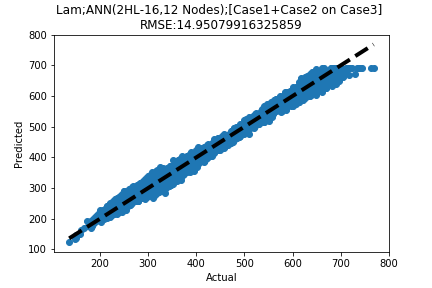 Lam;ANN(2HL-16,12 Nodes);[Case1+Case2 on Case3]
RMSE:14.95079916325859
800
700
600
500
400
300
200
100
Predicted
200 300 400 500 600 700 800
Actual